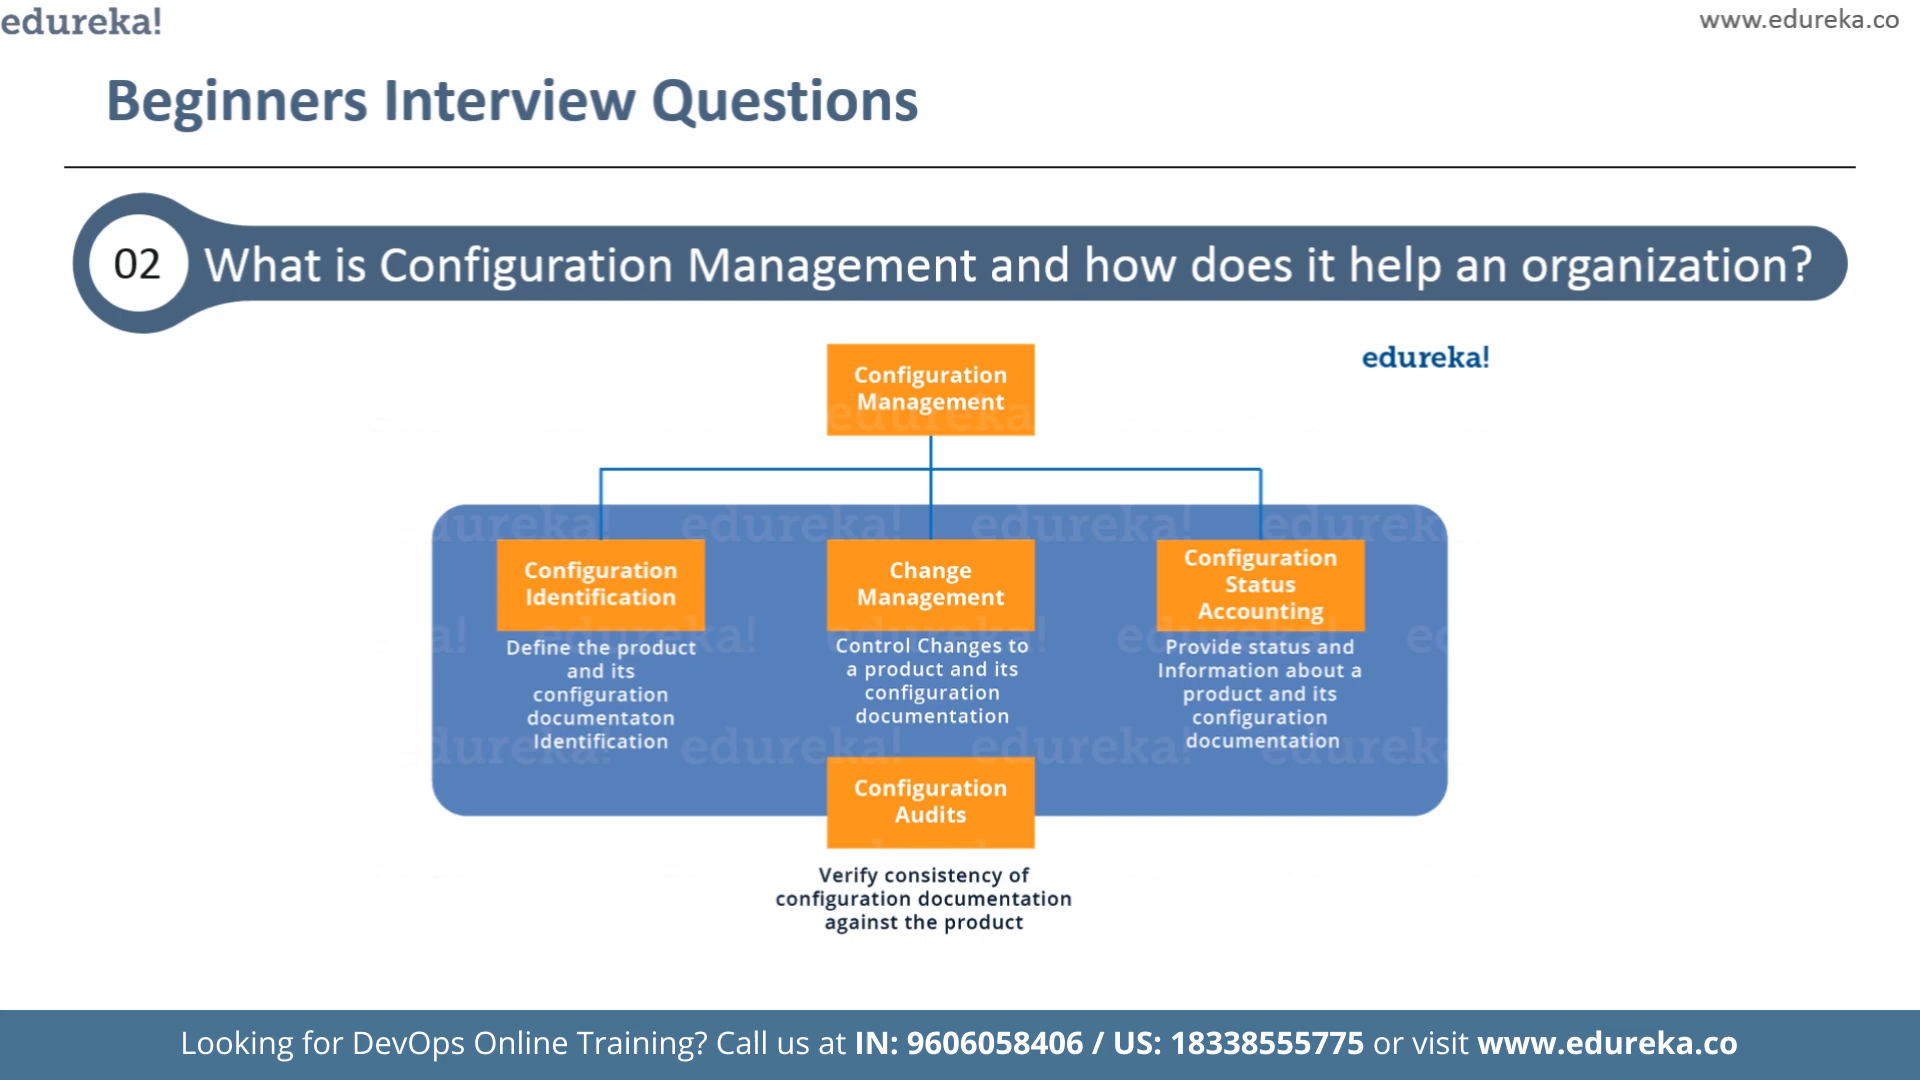 edureka!
www.edureka.co
Beginners Interview Questions
02
What is Configuration Management and how does it help an organization?
edureka!
Configuration
Management
Configuration
Identification
Define the product
and its
configuration
documentaton
Identification
Change
Management
Control Changes to
a product and its
configuration
documentation
Configuration
Status
Accounting
Provide status and
Information about a
product and its
configuration
documentation
Configuration
Audits
Verify consistency of
configuration documentation
against the product
Looking for DevOps Online Training? Call us at IN: 9606058406 / US: 18338555775 or visit www.edureka.co